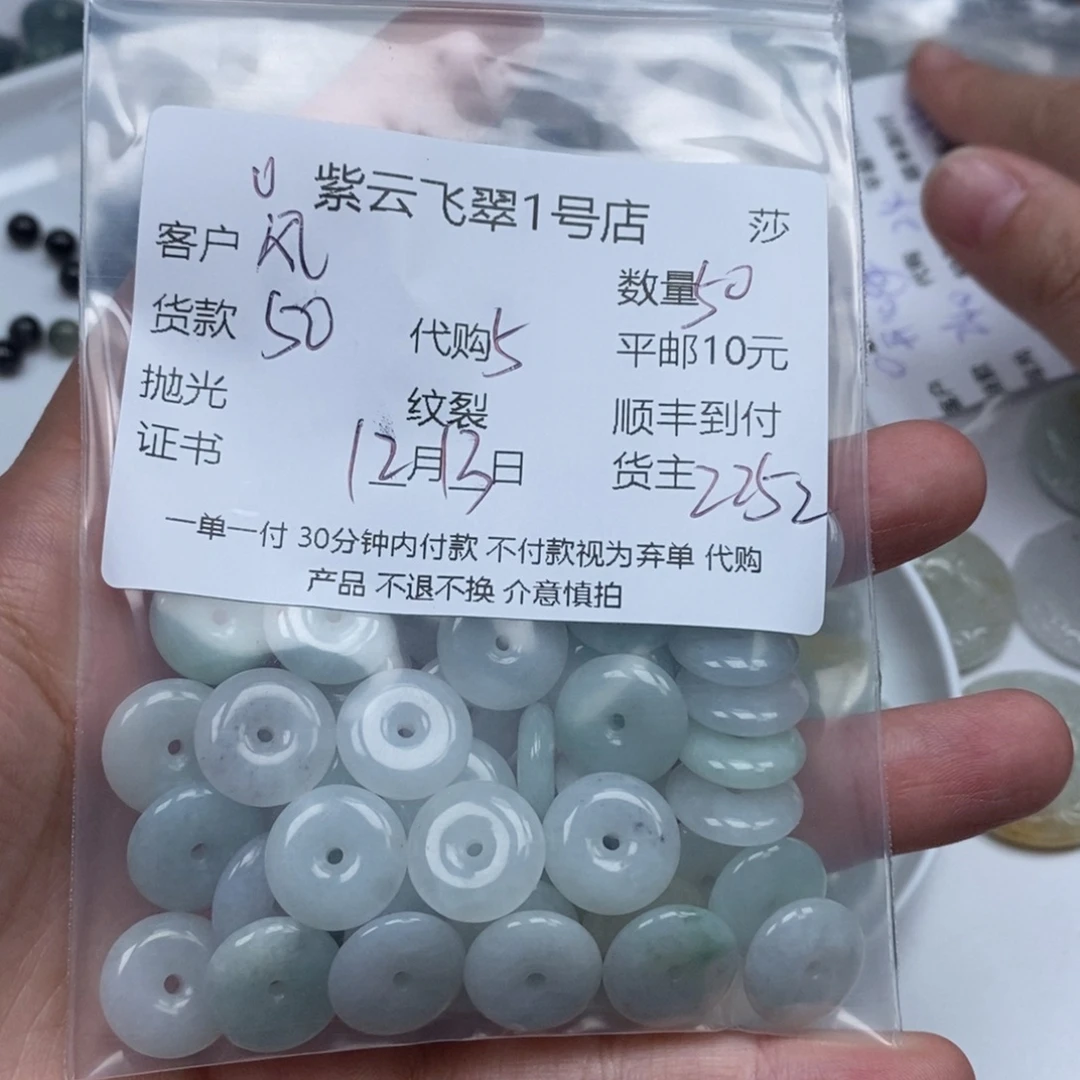 紫云飞翠1号店 莎
客户 风 数量50
货款 50 代购5 平邮10元
抛光 纹裂 顺丰到付
证书 12月13日 货主2252
一单一付 30分钟内付款 不付款视为弃单 代购
产品 不退不换 介意慎拍